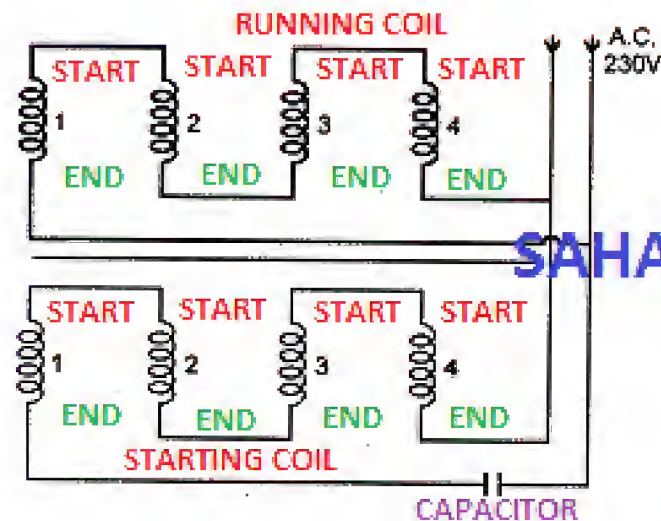 RUNNING COIL
A.C.
230V
START START START START
1 2 3 4
END END END END
SAHA
START START START START
1 2 3 4
END END END END
STARTING COIL
CAPACITOR